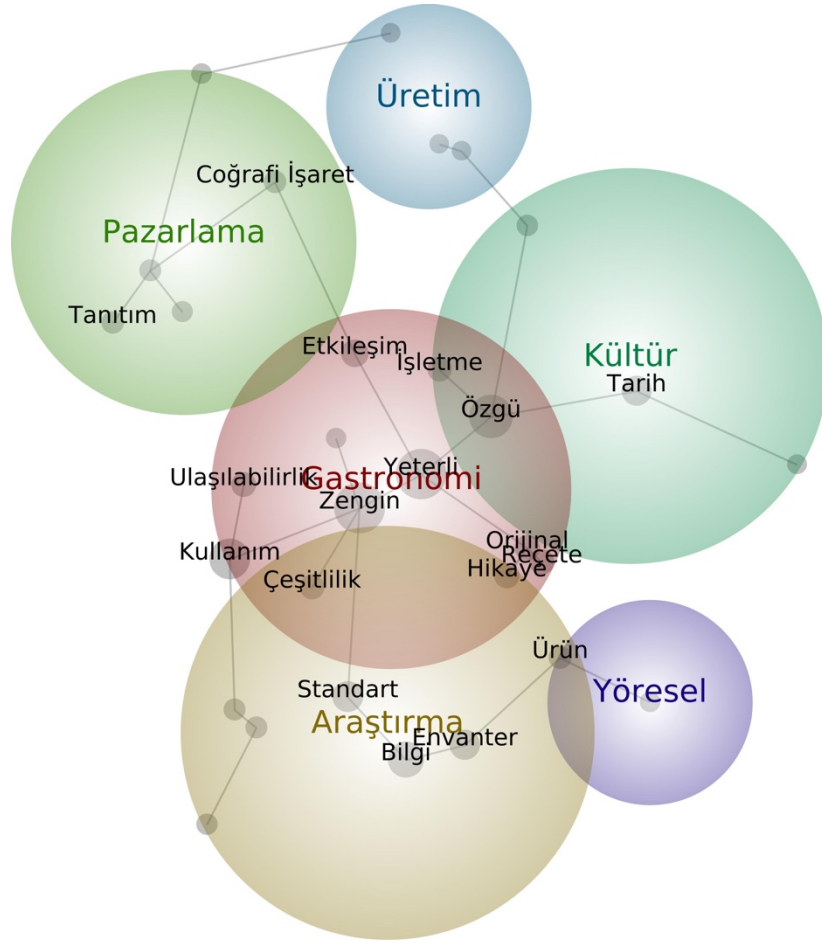 Üretim
Coğrafi İşaret
Pazarlama
Tanıtım
Etkileşim
İşletme
Kültür
Tarih
Özgü
Yeterli
Ulaşılabilirlik
Gastronomi
Zengin
Orijinal
Kullanım
Reçete
Hikaye
Çeşitlilik
Ürün
Standart
Yöresel
Araştırma
Envanter
Bilgi